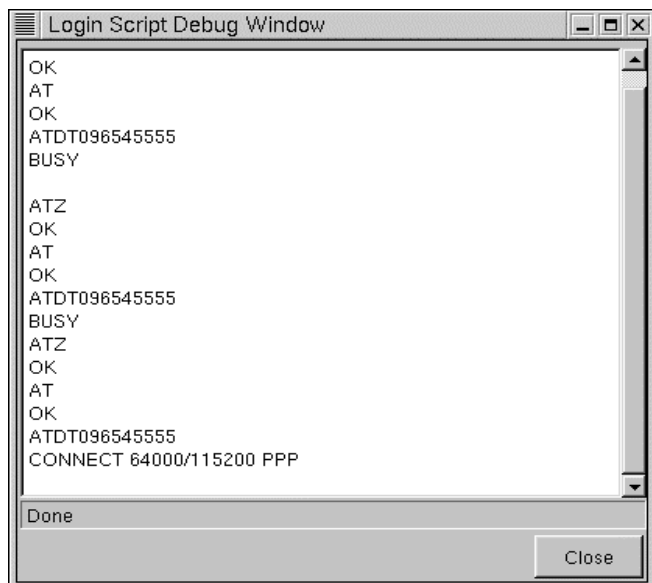 Login Script Debug Window
OK
AT
OK
ATDT096545555
BUSY
ATZ
OK
AT
OK
ATDT096545555
BUSY
ATZ
OK
AT
OK
ATDT096545555
CONNECT 64000/115200 PPP
Done
Close